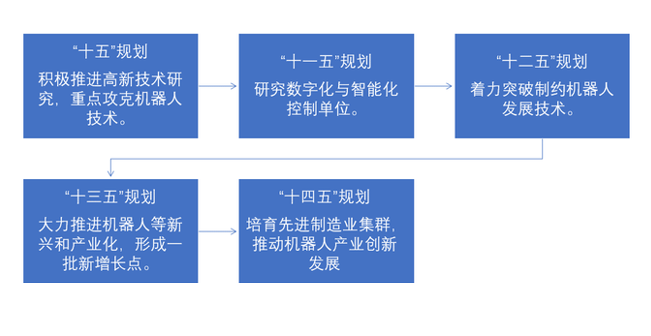 “十五”规划
积极推进高新技术研
究，重点攻克机器人
技术。
“十一五”规划
研究数字化与智能化
控制单位。
“十二五”规划
着力突破制约机器人
发展技术。
“十三五”规划
大力推进机器人等新
兴和产业化，形成一
批新增长点。
“十四五”规划
培育先进制造业集群，
推动机器人产业创新
发展